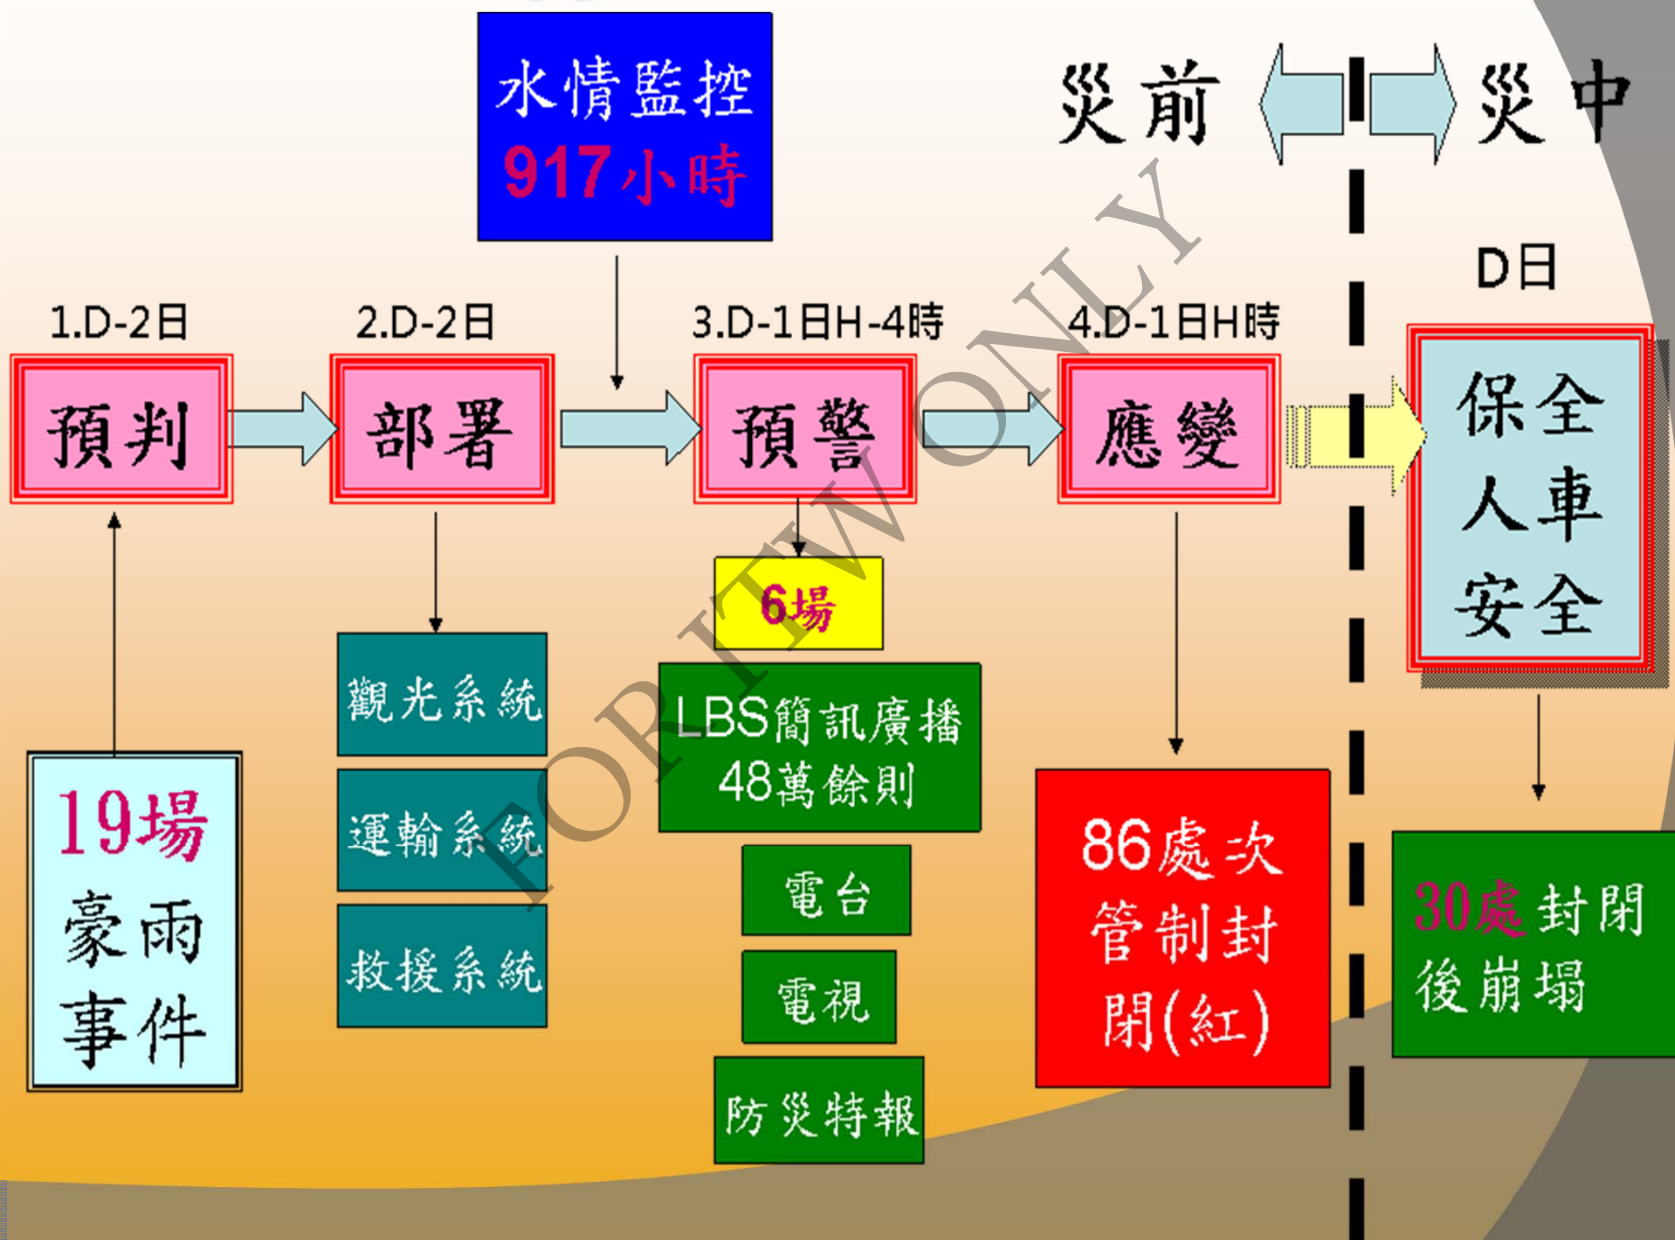 水情監控
917小時
災前
災中
D日
1.D-2日
2.D-2日
3.D-1日H-4時
4.D-1日H時
預判
部署
預警
應變
保全
人車
安全
19場
豪雨
事件
觀光系統
運輸系統
救援系統
6場
LBS簡訊廣播
48萬餘則
電台
電視
防災特報
86處次
管制封
閉(紅)
30處封閉
後崩塌
FOR ITW ONLY